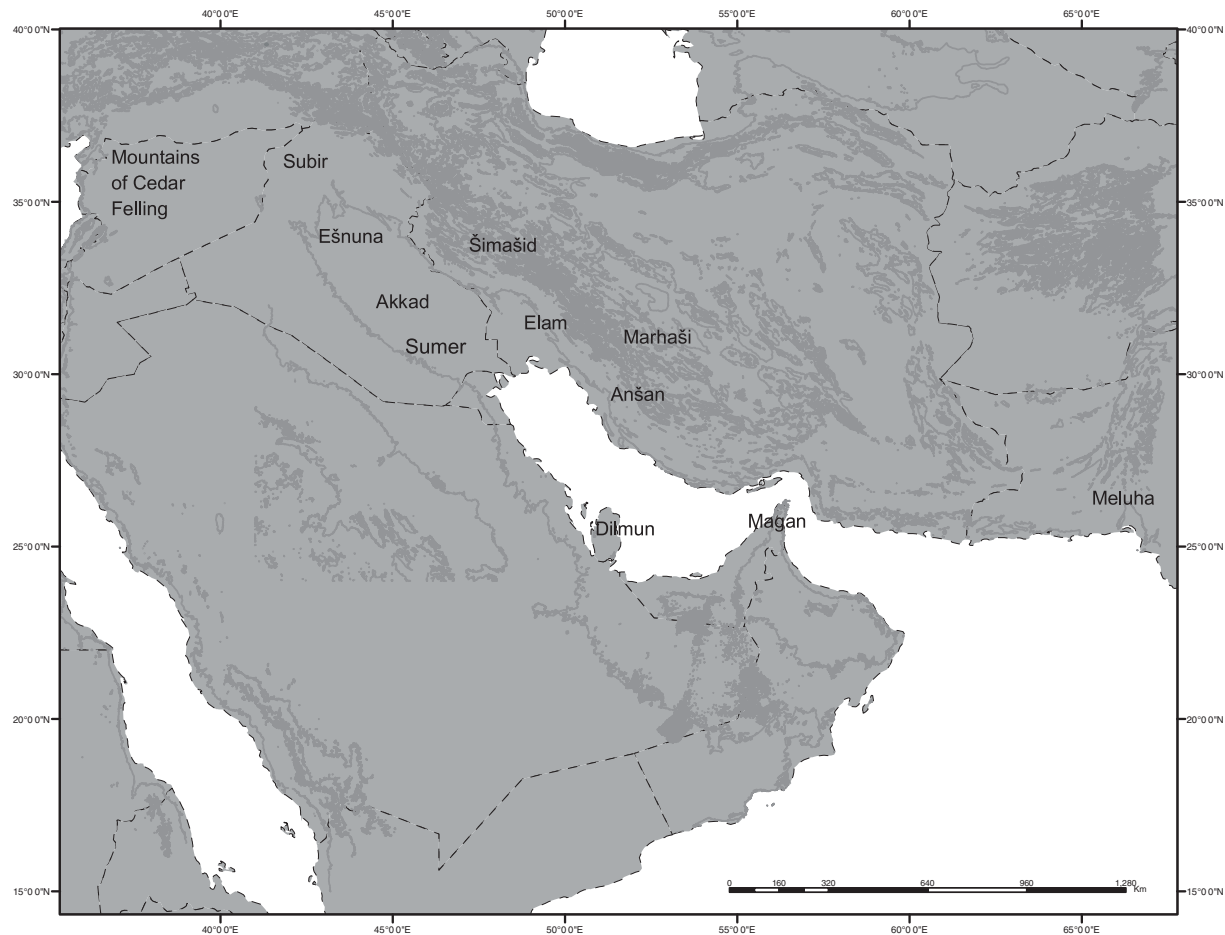 40°0 0"E 45°0 0"E 50°0 0"E 55°0 0"E 60°0 0"E 65°0 0"E
40°0 0"N 40°0 0"N
Mountains
of Cedar
Felling
Subir
35°0 0"N 35°0 0"N
Ešnuna
Šimašid
Akkad
Elam
Sumer
Marhaši
30°0 0"N 30°0 0"N
Anšan
Meluha
Dilmun
Magan
25°0 0"N 25°0 0"N
20°0 0"N 20°0 0"N
0 160 320 640 960 1,280
Km
15°0 0"N 15°0 0"N
40°0 0"E 45°0 0"E 50°0 0"E 55°0 0"E 60°0 0"E 65°0 0"E